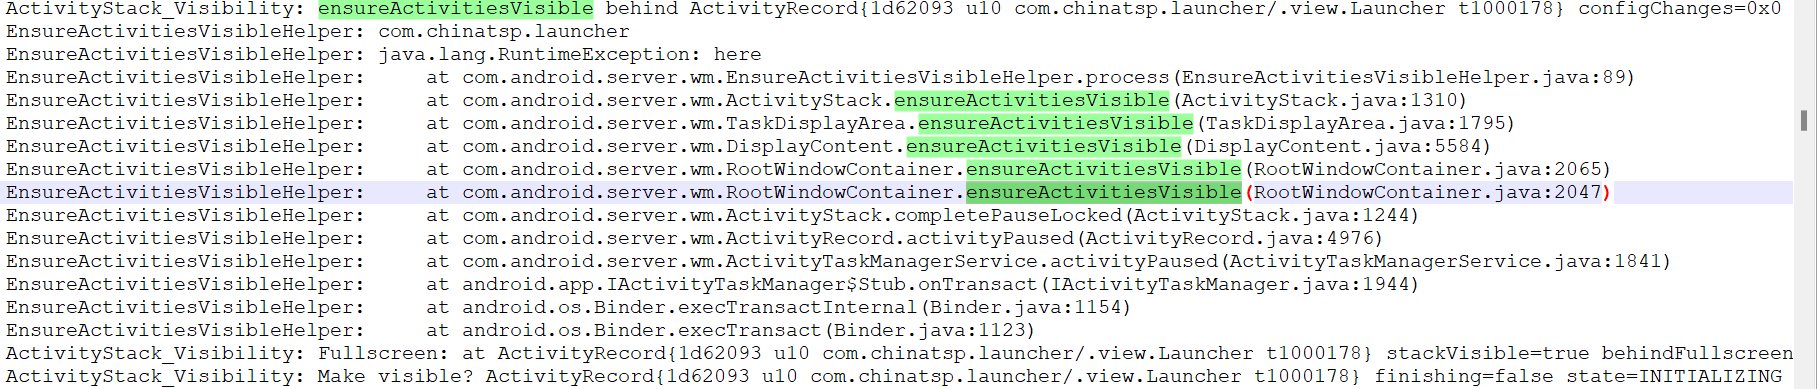 ActivityStack_Visibility: ensureActivitiesVisible behind ActivityRecord{1d62093 u10 com.chinatsp.launcher/.view.Launcher t1000178} configChanges=0x0
EnsureActivitiesVisibleHelper: com.chinatsp.launcher
EnsureActivitiesVisibleHelper: java.lang.RuntimeException: here
EnsureActivitiesVisibleHelper:     at com.android.server.wm.EnsureActivitiesVisibleHelper.process(EnsureActivitiesVisibleHelper.java:89)
EnsureActivitiesVisibleHelper:     at com.android.server.wm.ActivityStack.ensureActivitiesVisible(ActivityStack.java:1310)
EnsureActivitiesVisibleHelper:     at com.android.server.wm.TaskDisplayArea.ensureActivitiesVisible(TaskDisplayArea.java:1795)
EnsureActivitiesVisibleHelper:     at com.android.server.wm.DisplayContent.ensureActivitiesVisible(DisplayContent.java:5584)
EnsureActivitiesVisibleHelper:     at com.android.server.wm.RootWindowContainer.ensureActivitiesVisible(RootWindowContainer.java:2065)
EnsureActivitiesVisibleHelper:     at com.android.server.wm.RootWindowContainer.ensureActivitiesVisible(RootWindowContainer.java:2047)
EnsureActivitiesVisibleHelper:     at com.android.server.wm.ActivityStack.completePauseLocked(ActivityStack.java:1244)
EnsureActivitiesVisibleHelper:     at com.android.server.wm.ActivityRecord.activityPaused(ActivityRecord.java:4976)
EnsureActivitiesVisibleHelper:     at com.android.server.wm.ActivityTaskManagerService.activityPaused(ActivityTaskManagerService.java:1841)
EnsureActivitiesVisibleHelper:     at android.app.IActivityTaskManager$Stub.onTransact(IActivityTaskManager.java:1944)
EnsureActivitiesVisibleHelper:     at android.os.Binder.execTransactInternal(Binder.java:1154)
EnsureActivitiesVisibleHelper:     at android.os.Binder.execTransact(Binder.java:1123)
ActivityStack_Visibility: Fullscreen: at ActivityRecord{1d62093 u10 com.chinatsp.launcher/.view.Launcher t1000178} stackVisible=true behindFullscreen
ActivityStack_Visibility: Make visible? ActivityRecord{1d62093 u10 com.chinatsp.launcher/.view.Launcher t1000178} finishing=false state=INITIALIZING